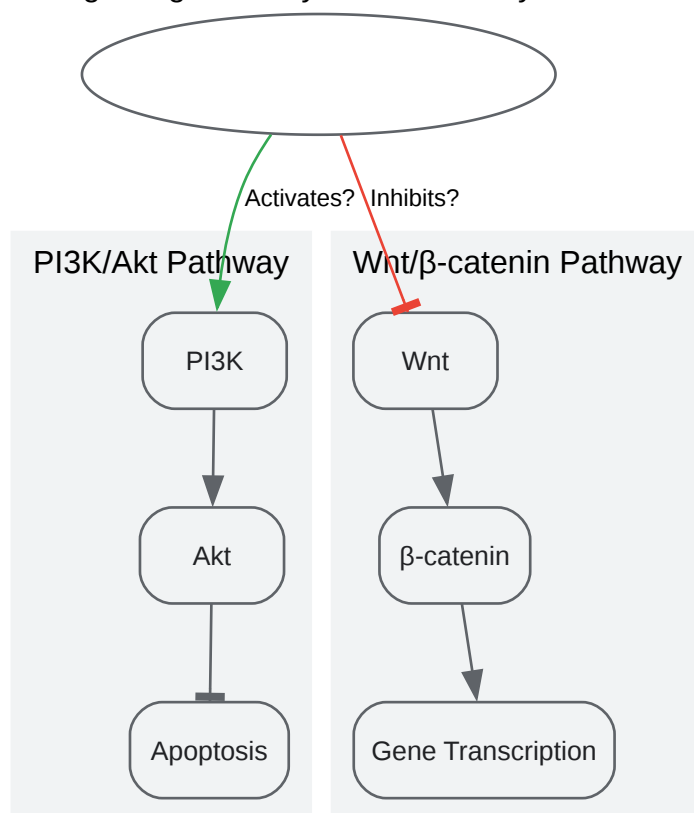 Activates? Inhibits?
PI3K/Akt Pathway
Wnt/β-catenin Pathway
PI3K
Wnt
Akt
β-catenin
Apoptosis
Gene Transcription